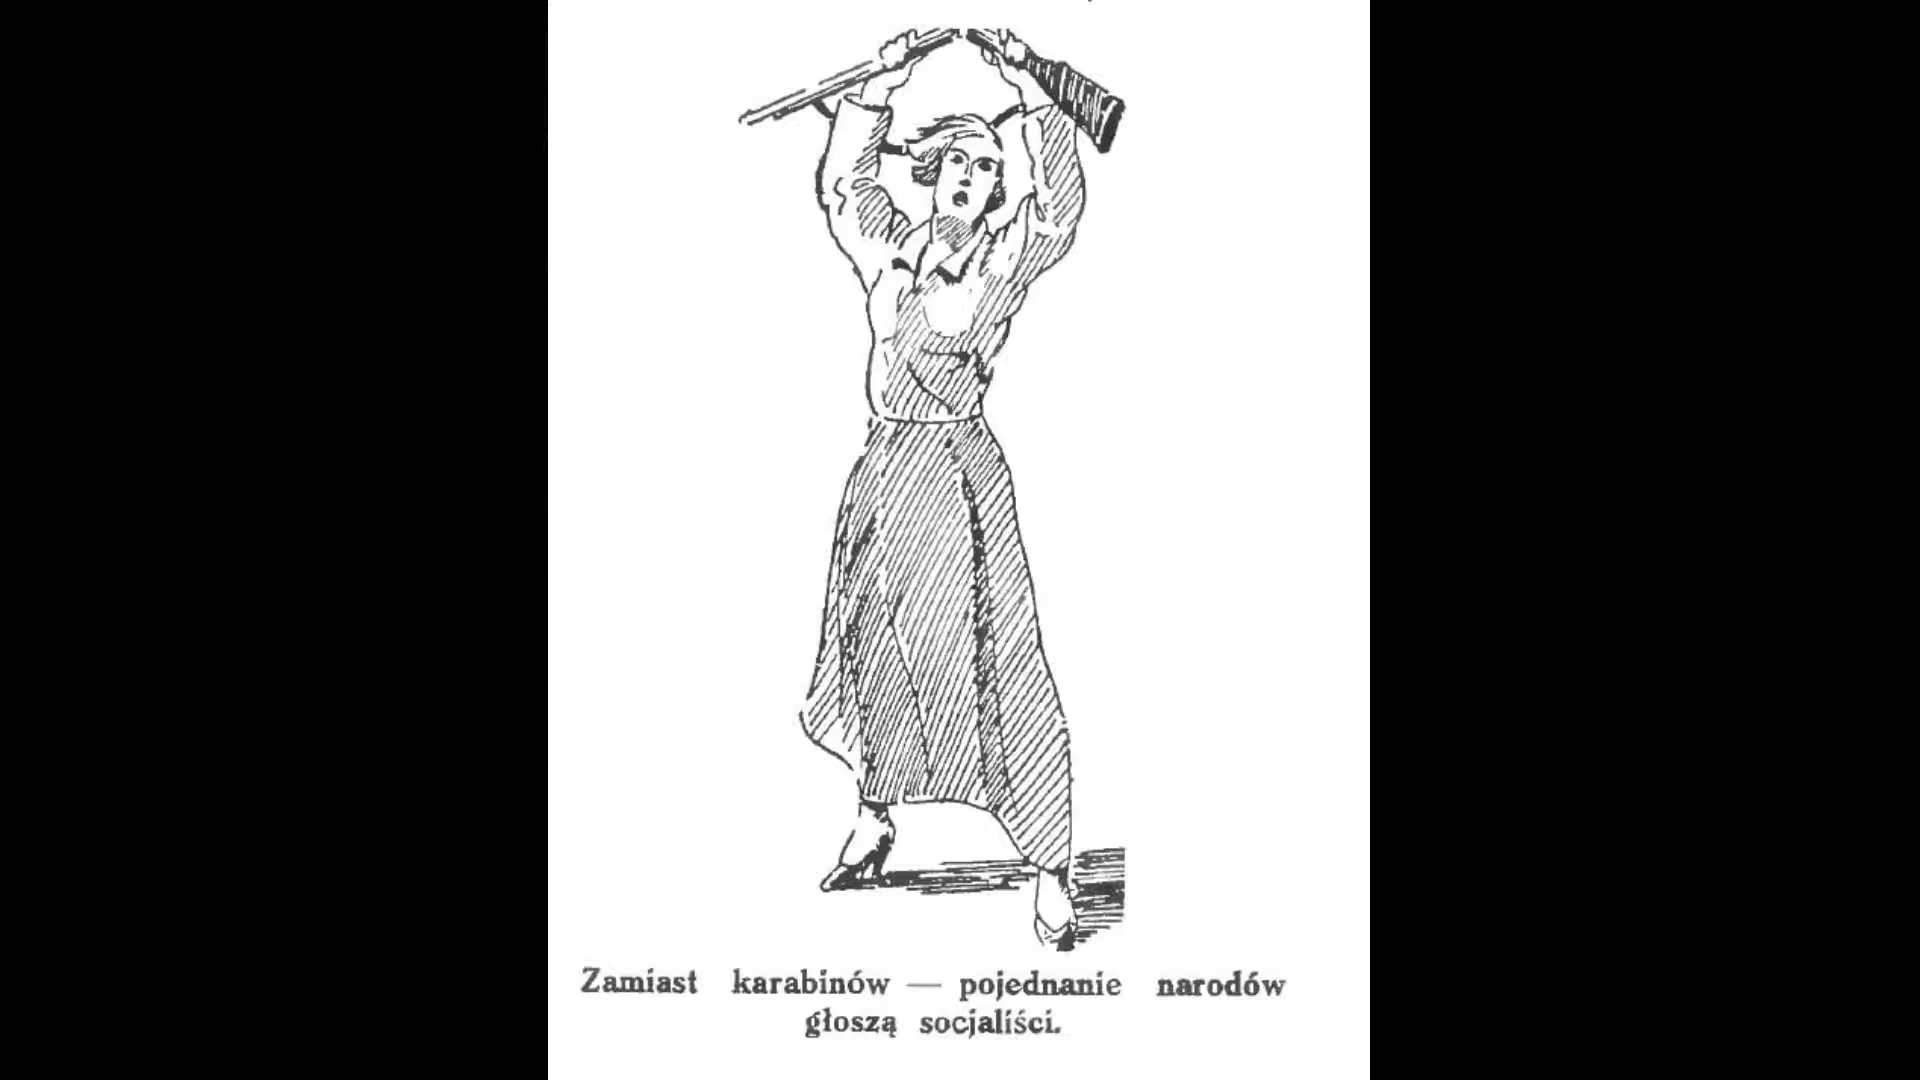 Zamiast karabinów — pojednanie narodów
głoszą socjaliści.